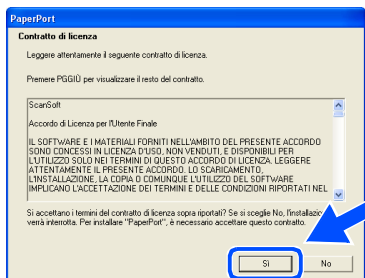 PaperPort
Contratto di licenza
Leggere attentamente il seguente contratto di licenza.
Premere PGGIÙ per visualizzare il resto del contratto.
ScanSoft
Accordo di Licenza per l'Utente Finale
IL SOFTWARE E I MATERIALI FORNITI NELL'AMBITO DEL PRESENTE ACCORDO
SONO CONCESSI IN LICENZA D'USO, NON VENDUTI, E DISPONIBILI PER
L'UTILIZZO SOLO NEI TERMINI DI QUESTO ACCORDO DI LICENZA. LEGGERE
ATTENTAMENTE IL PRESENTE ACCORDO. LO SCARICAMENTO,
L'INSTALLAZIONE, LA COPIA O COMUNQUE L'UTILIZZO DEL SOFTWARE
IMPLICANO L'ACCETTAZIONE DEI TERMINI E DELLE CONDIZIONI RIPORTATI NEL
Si accettano i termini del contratto di licenza sopra riportati? Se si sceglie No, l'installazio
verrà interrotta. Per installare "PaperPort", è necessario accettare questo contratto.
Sì
No